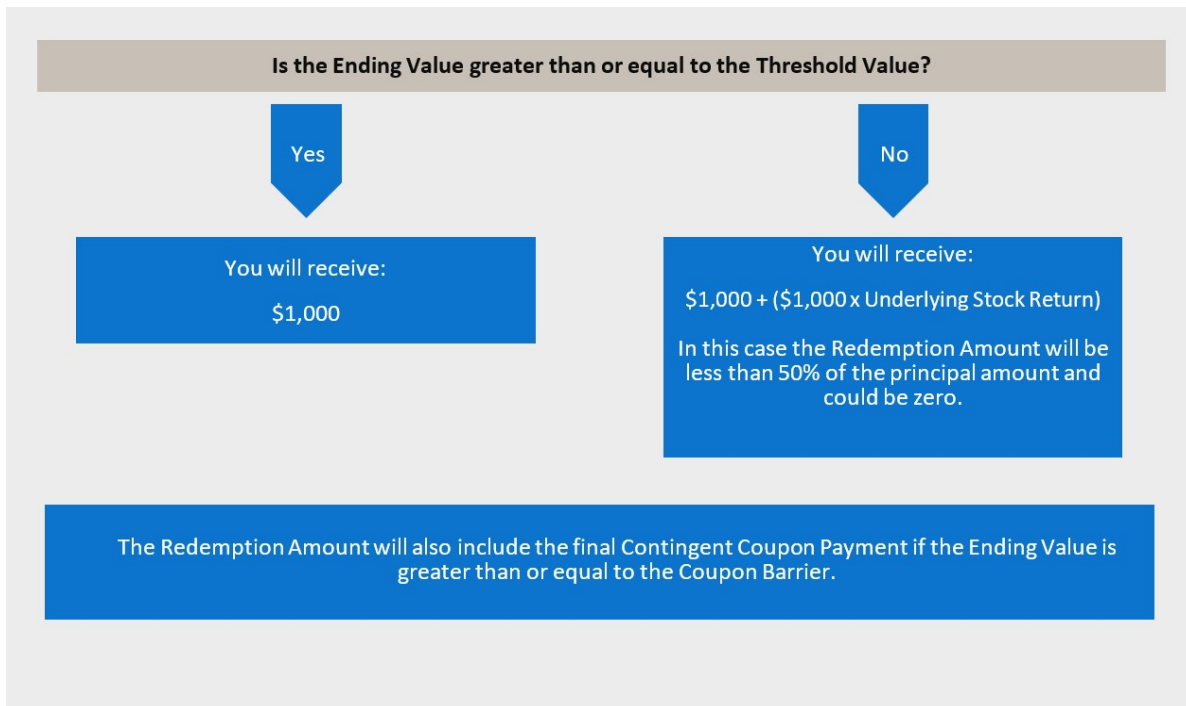 Is the Ending Value greater than or equal to the Threshold Value?
Yes
No
You will receive:
$1,000
You will receive:
$1,000 + ($1,000 x Underlying Stock Return)
In this case the Redemption Amount will be
less than 50% of the principal amount and
could be zero.
The Redemption Amount will also include the final Contingent Coupon Payment if the Ending Value is
greater than or equal to the Coupon Barrier.